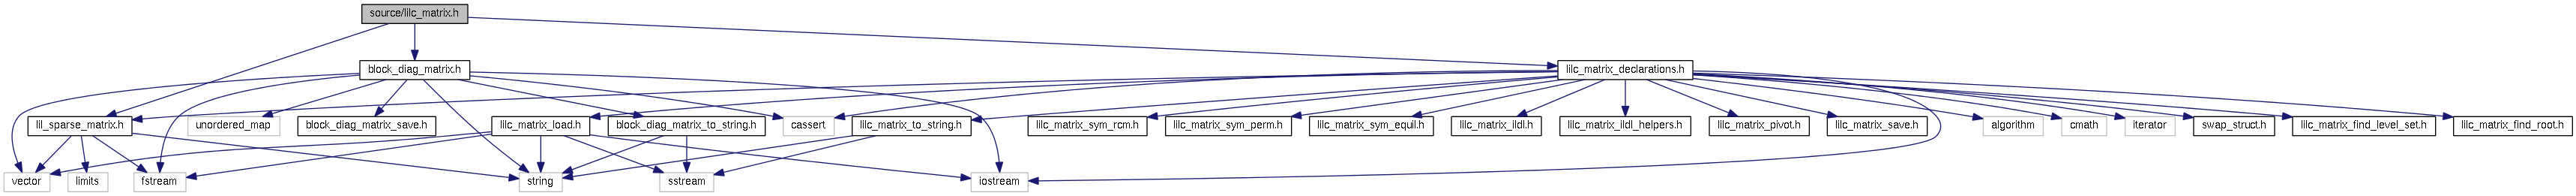 source/lilc_matrix.h
block_diag_matrix.h
lilc_matrix_declarations.h
lil_sparse_matrix.h
unordered_map
block_diag_matrix_save.h
lilc_matrix_load.h
block_diag_matrix_to_string.h
cassert
lilc_matrix_to_string.h
lilc_matrix_sym_rcm.h
lilc_matrix_sym_perm.h
lilc_matrix_sym_equil.h
lilc_matrix_ildl.h
lilc_matrix_ildl_helpers.h
lilc_matrix_pivot.h
lilc_matrix_save.h
algorithm
cmath
iterator
swap_struct.h
lilc_matrix_find_level_set.h
lilc_matrix_find_root.h
vector
limits
fstream
string
sstream
iostream